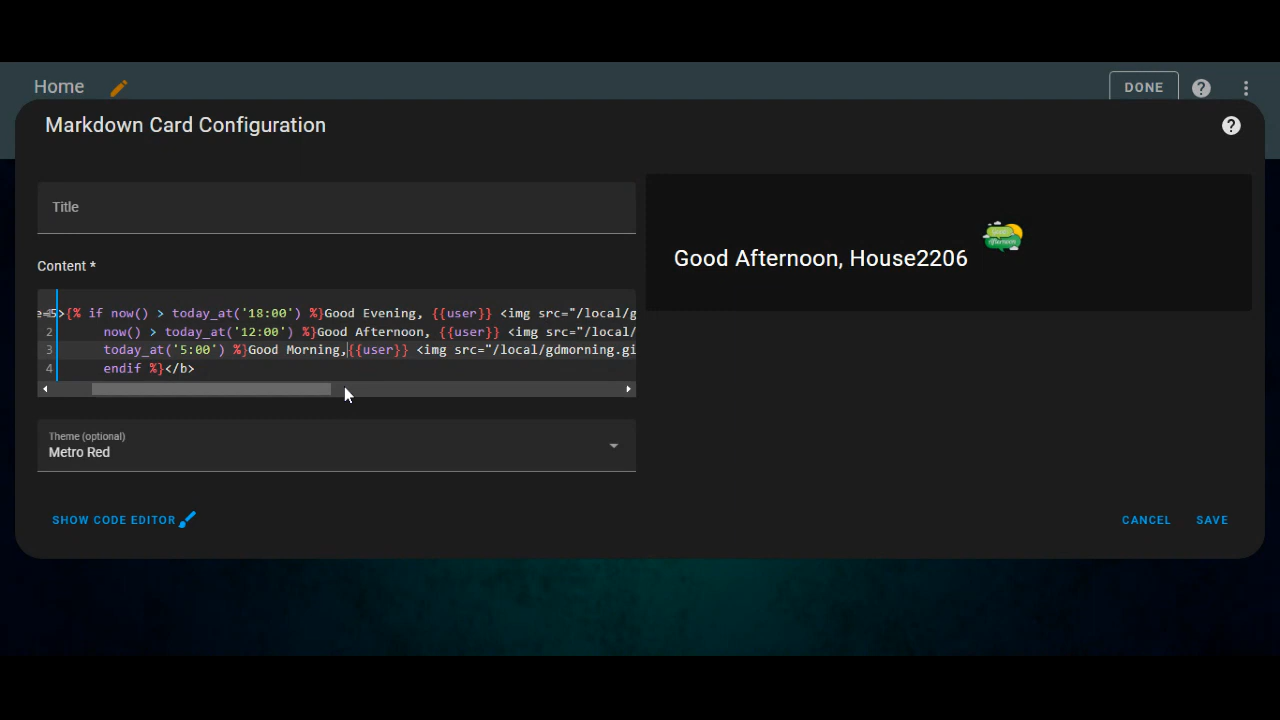 Home
DONE
Markdown Card Configuration
Title
Content *
e=5>{% if now() > today_at('18:00') %}Good Evening, {{user}} <img src="/local/g
2 now() > today_at('12:00') %}Good Afternoon, {{user}} <img src="/local/
3 today_at('5:00') %}Good Morning,{{user}} <img src="/local/gdmorning.gi
4 endif %}</b>
Good Afternoon, House2206
Theme (optional)
Metro Red
SHOW CODE EDITOR
CANCEL
SAVE